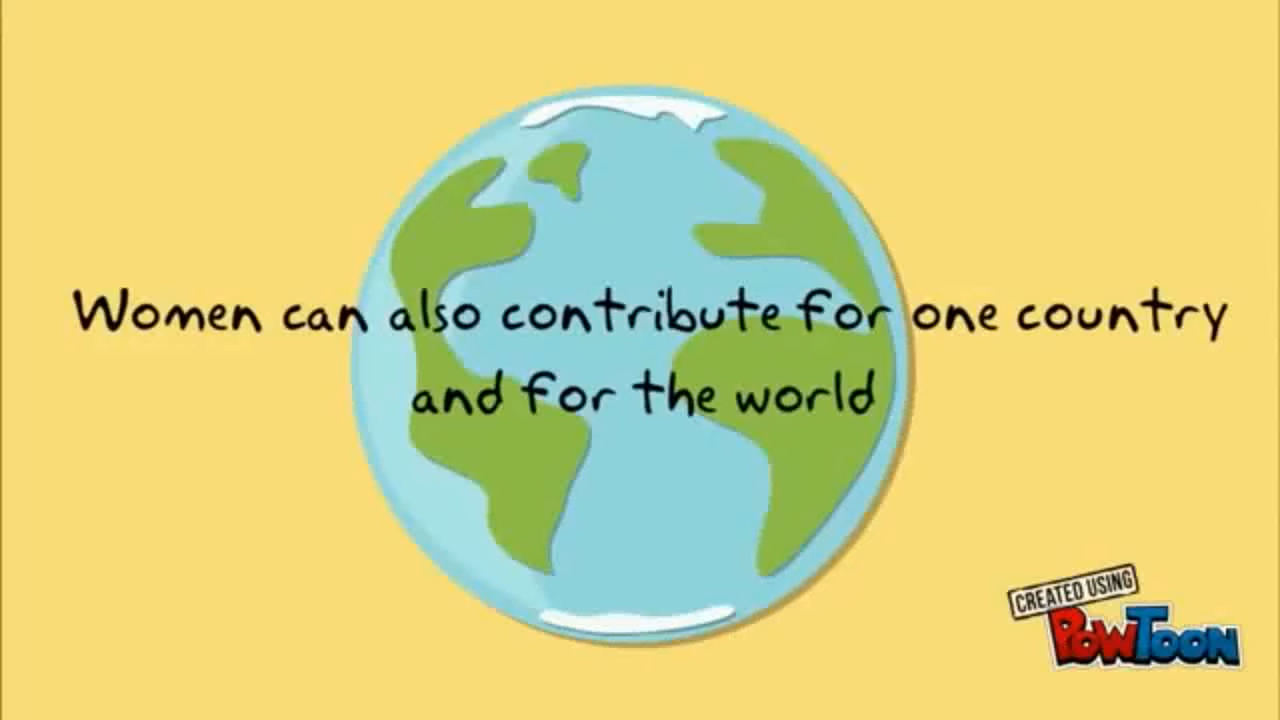 Women can also contribute for one country
and for the world
CREATED USING
POWTOON